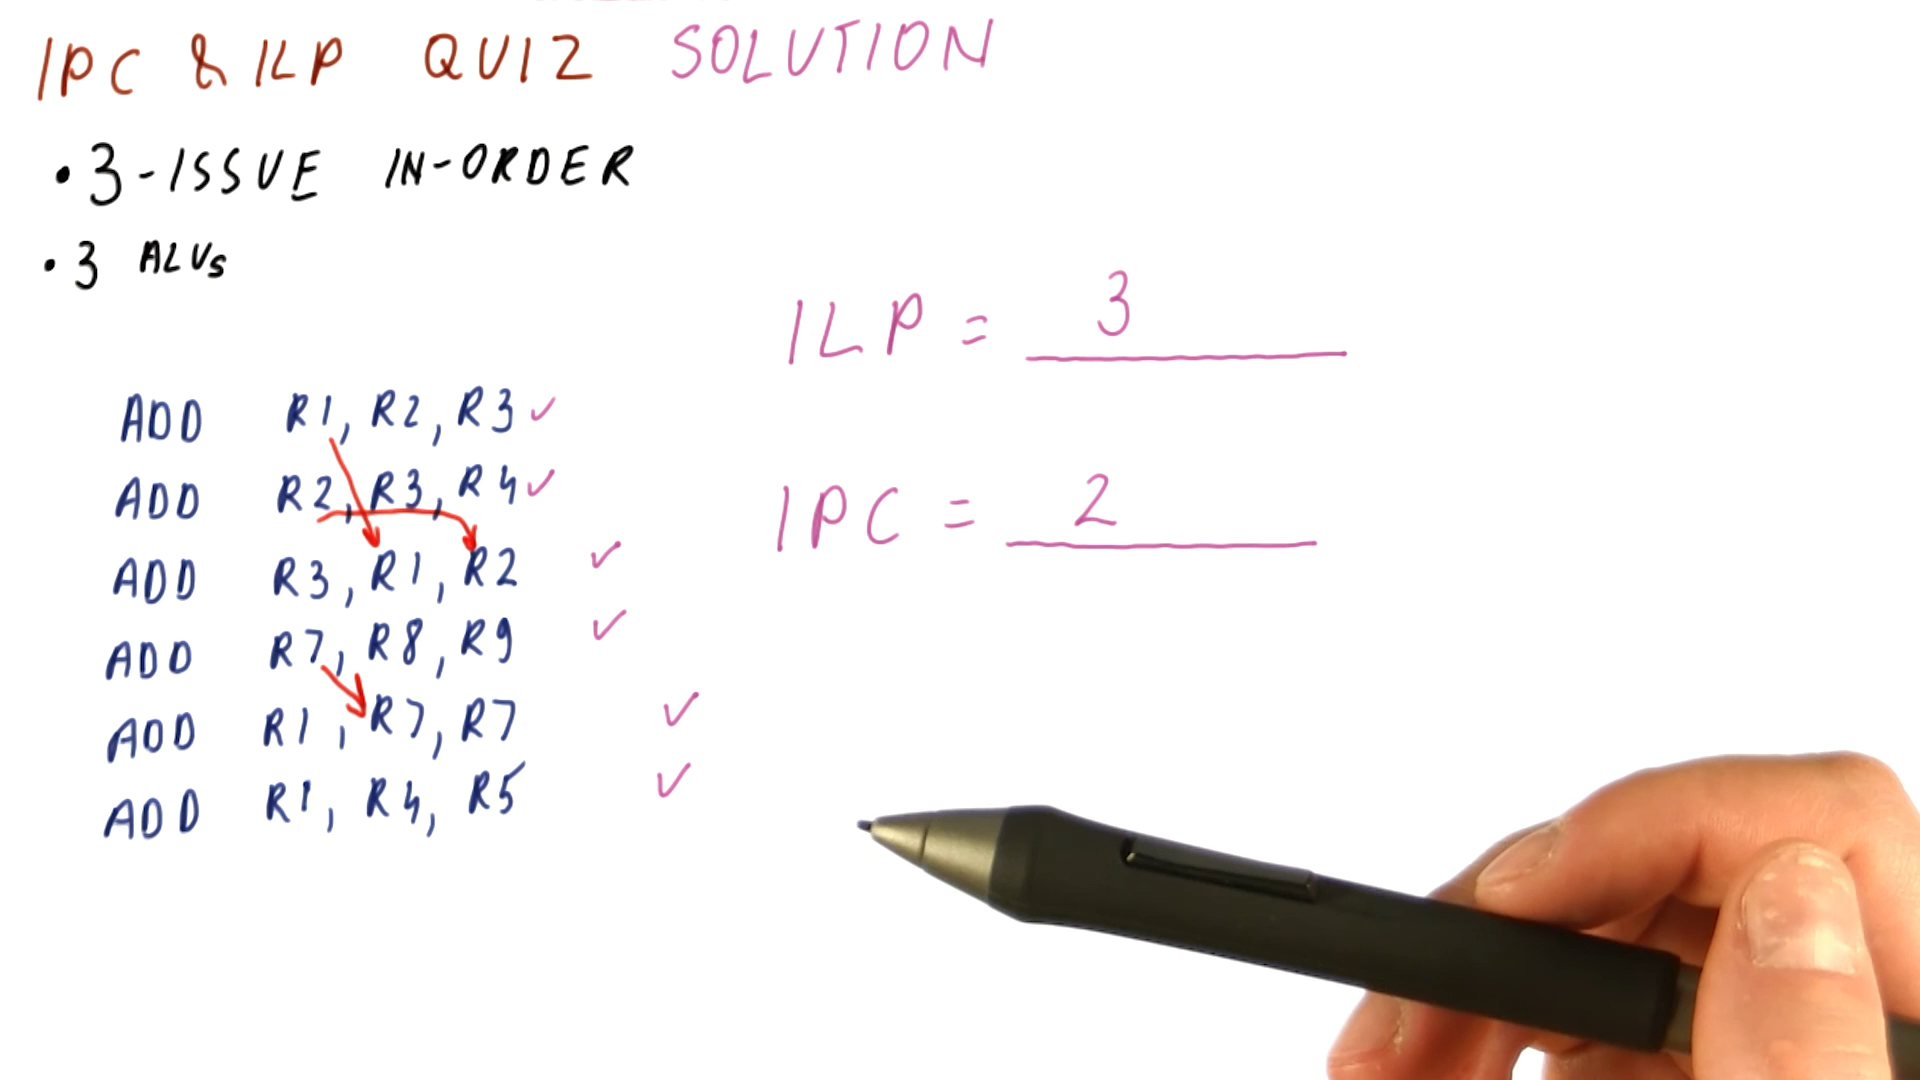 IPC & ILP QUIZ SOLUTION
• 3-ISSUE IN-ORDER
• 3 ALUs
ILP = 3
ADD R1, R2, R3 ✓
ADD R2, R3, R4 ✓
IPC = 2
ADD R3, R1, R2 ✓
ADD R7, R8, R9 ✓
ADD R1, R7, R7 ✓
ADD R1, R4, R5 ✓